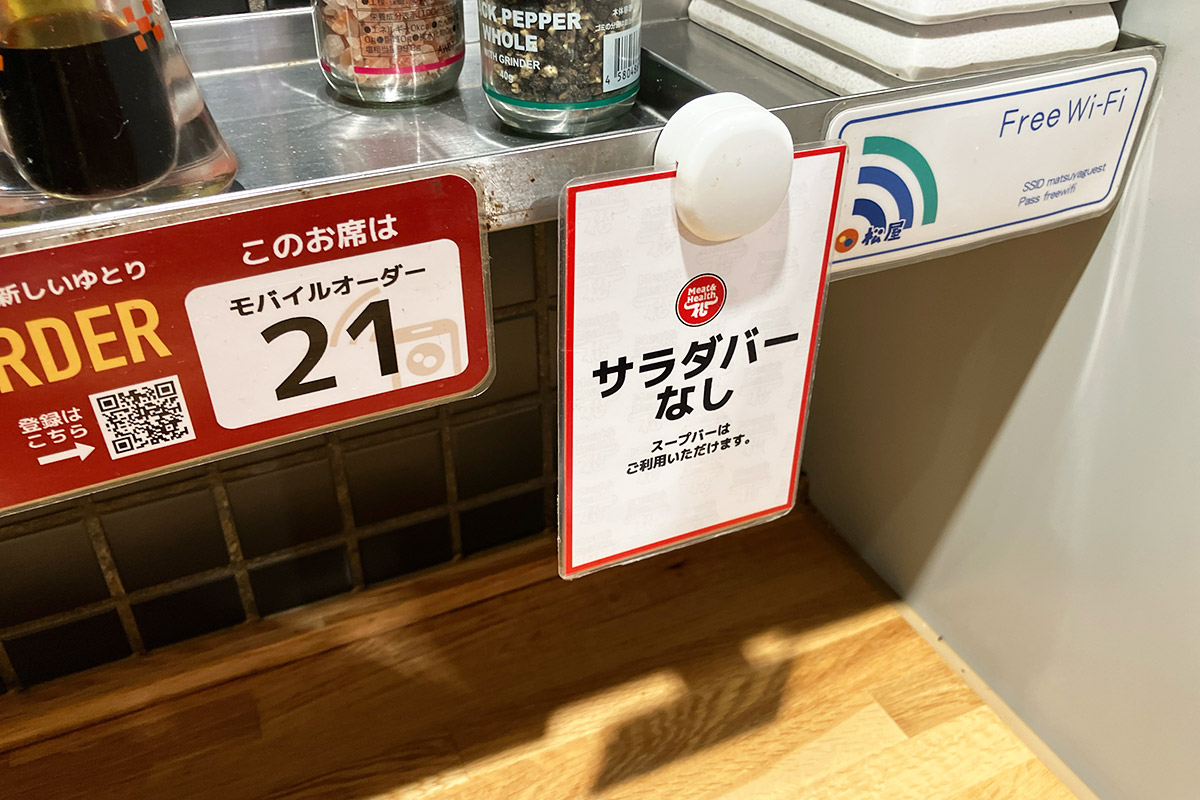 OK PEPPER
WHOLE
WITH GRINDER
40g
Free Wi-Fi
SSID matsuyaguest
Pass freewifi
松屋
新しいゆとり
RDER
登録は
こちら
このお席は
モバイルオーダー
21
Meat&
Health
サラダバー
なし
スープバーは
ご利用いただけます。